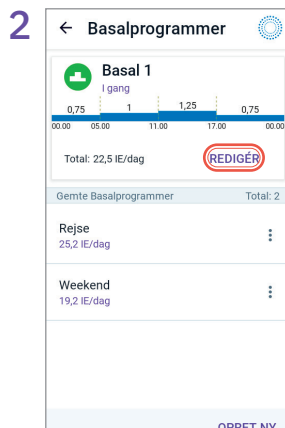 2
Basalprogrammer
Basal 1
I gang
0,75 1 1,25 0,75
00.00 05.00 11.00 17.00 00.00
Total: 22,5 IE/dag REDIGÉR
Gemte Basalprogrammer Total: 2
Rejse
25,2 IE/dag
Weekend
19,2 IE/dag
OPRET NY